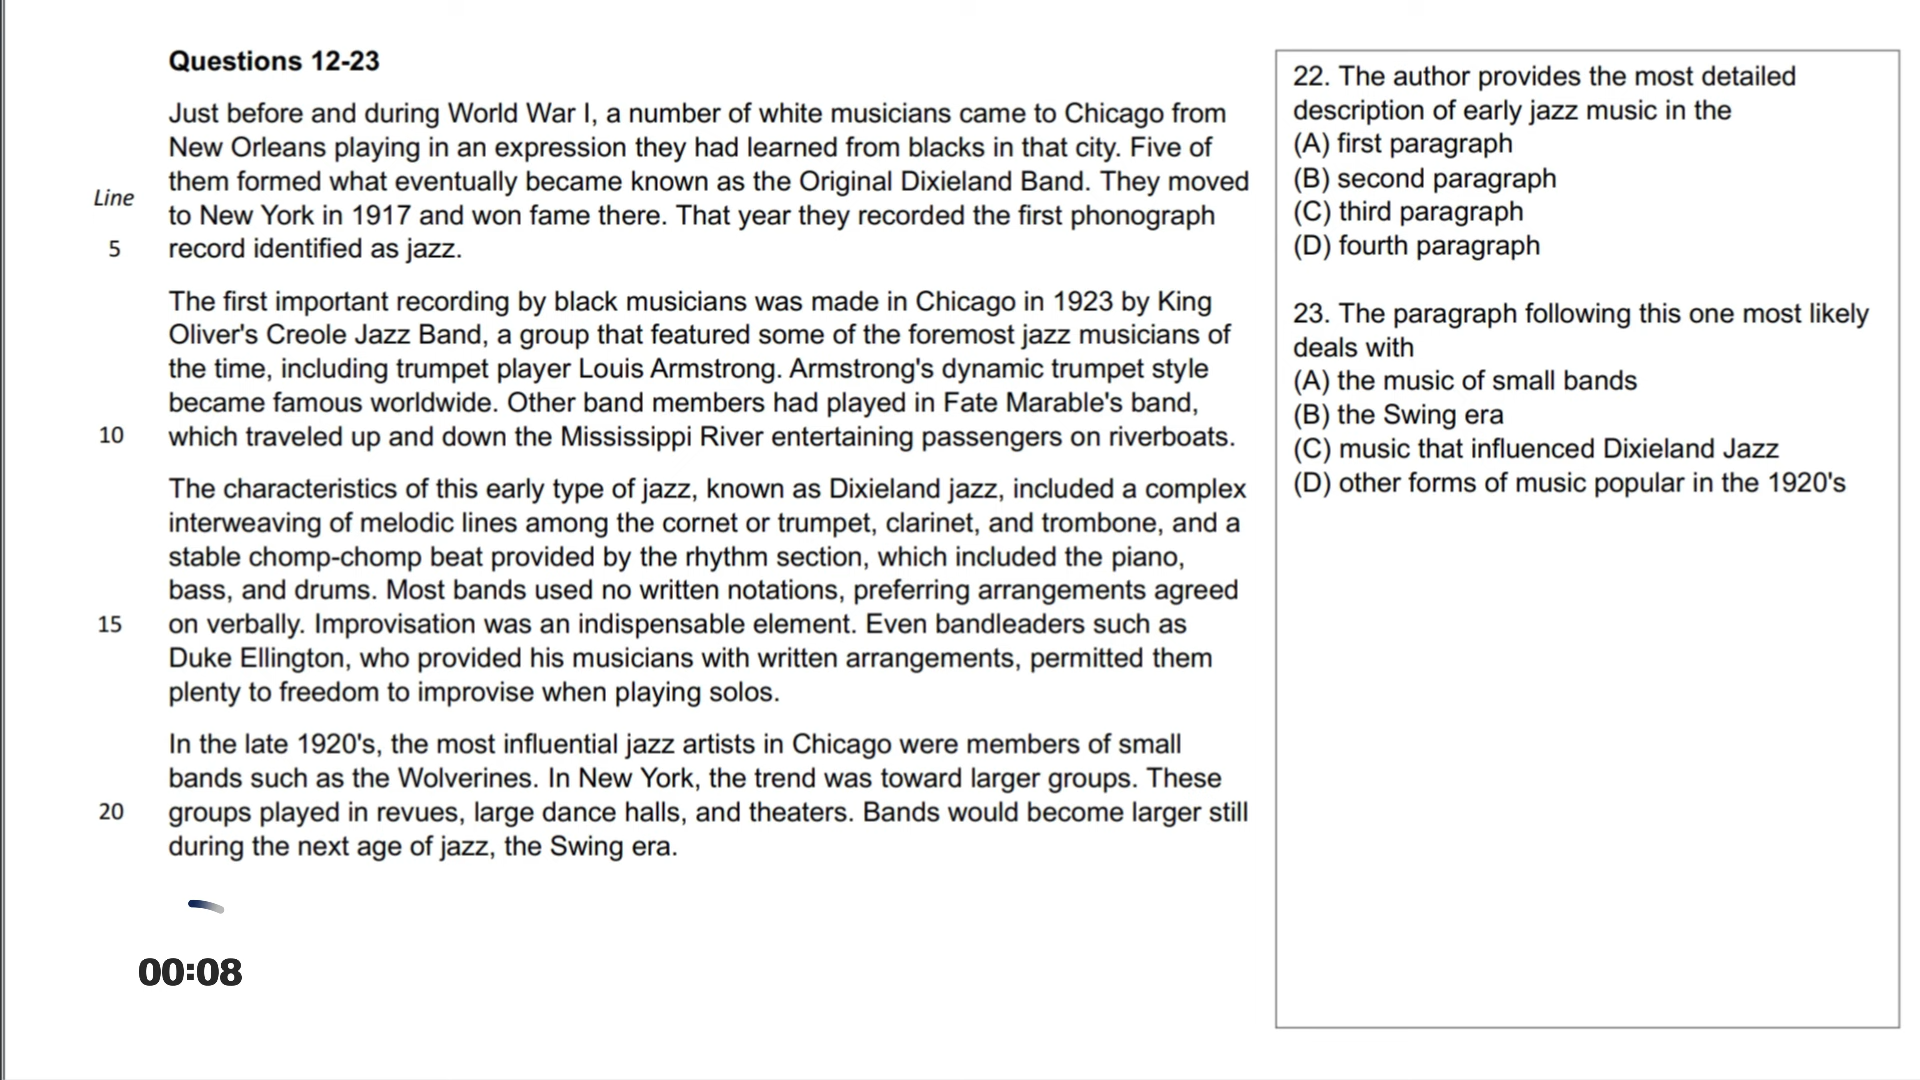 Questions 12-23
Just before and during World War I, a number of white musicians came to Chicago from
New Orleans playing in an expression they had learned from blacks in that city. Five of
them formed what eventually became known as the Original Dixieland Band. They moved
Line
to New York in 1917 and won fame there. That year they recorded the first phonograph
5 record identified as jazz.
The first important recording by black musicians was made in Chicago in 1923 by King
Oliver's Creole Jazz Band, a group that featured some of the foremost jazz musicians of
the time, including trumpet player Louis Armstrong. Armstrong's dynamic trumpet style
became famous worldwide. Other band members had played in Fate Marable's band,
10 which traveled up and down the Mississippi River entertaining passengers on riverboats.
The characteristics of this early type of jazz, known as Dixieland jazz, included a complex
interweaving of melodic lines among the cornet or trumpet, clarinet, and trombone, and a
stable chomp-chomp beat provided by the rhythm section, which included the piano,
bass, and drums. Most bands used no written notations, preferring arrangements agreed
15 on verbally. Improvisation was an indispensable element. Even bandleaders such as
Duke Ellington, who provided his musicians with written arrangements, permitted them
plenty to freedom to improvise when playing solos.
In the late 1920's, the most influential jazz artists in Chicago were members of small
bands such as the Wolverines. In New York, the trend was toward larger groups. These
20 groups played in revues, large dance halls, and theaters. Bands would become larger still
during the next age of jazz, the Swing era.
00:08
22. The author provides the most detailed
description of early jazz music in the
(A) first paragraph
(B) second paragraph
(C) third paragraph
(D) fourth paragraph
23. The paragraph following this one most likely
deals with
(A) the music of small bands
(B) the Swing era
(C) music that influenced Dixieland Jazz
(D) other forms of music popular in the 1920's